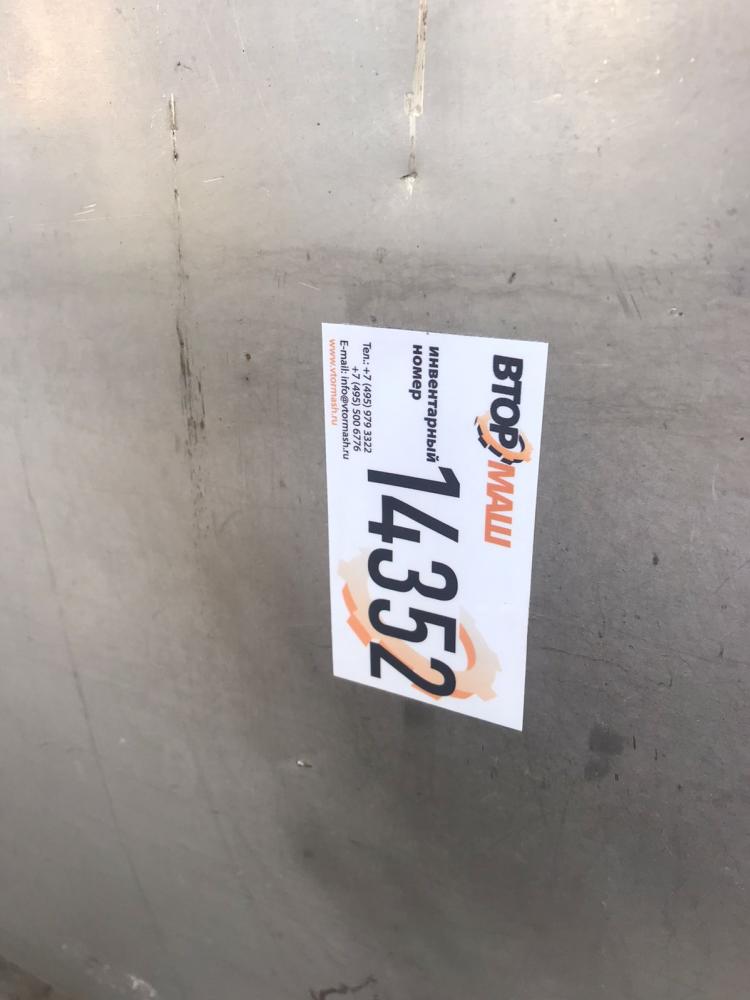 ВТОРМАШ
инвентарный
номер
14352
Тел.: +7 (495) 979 3322
+7 (495) 500 6776
E-mail: info@vtormash.ru
www.vtormash.ru